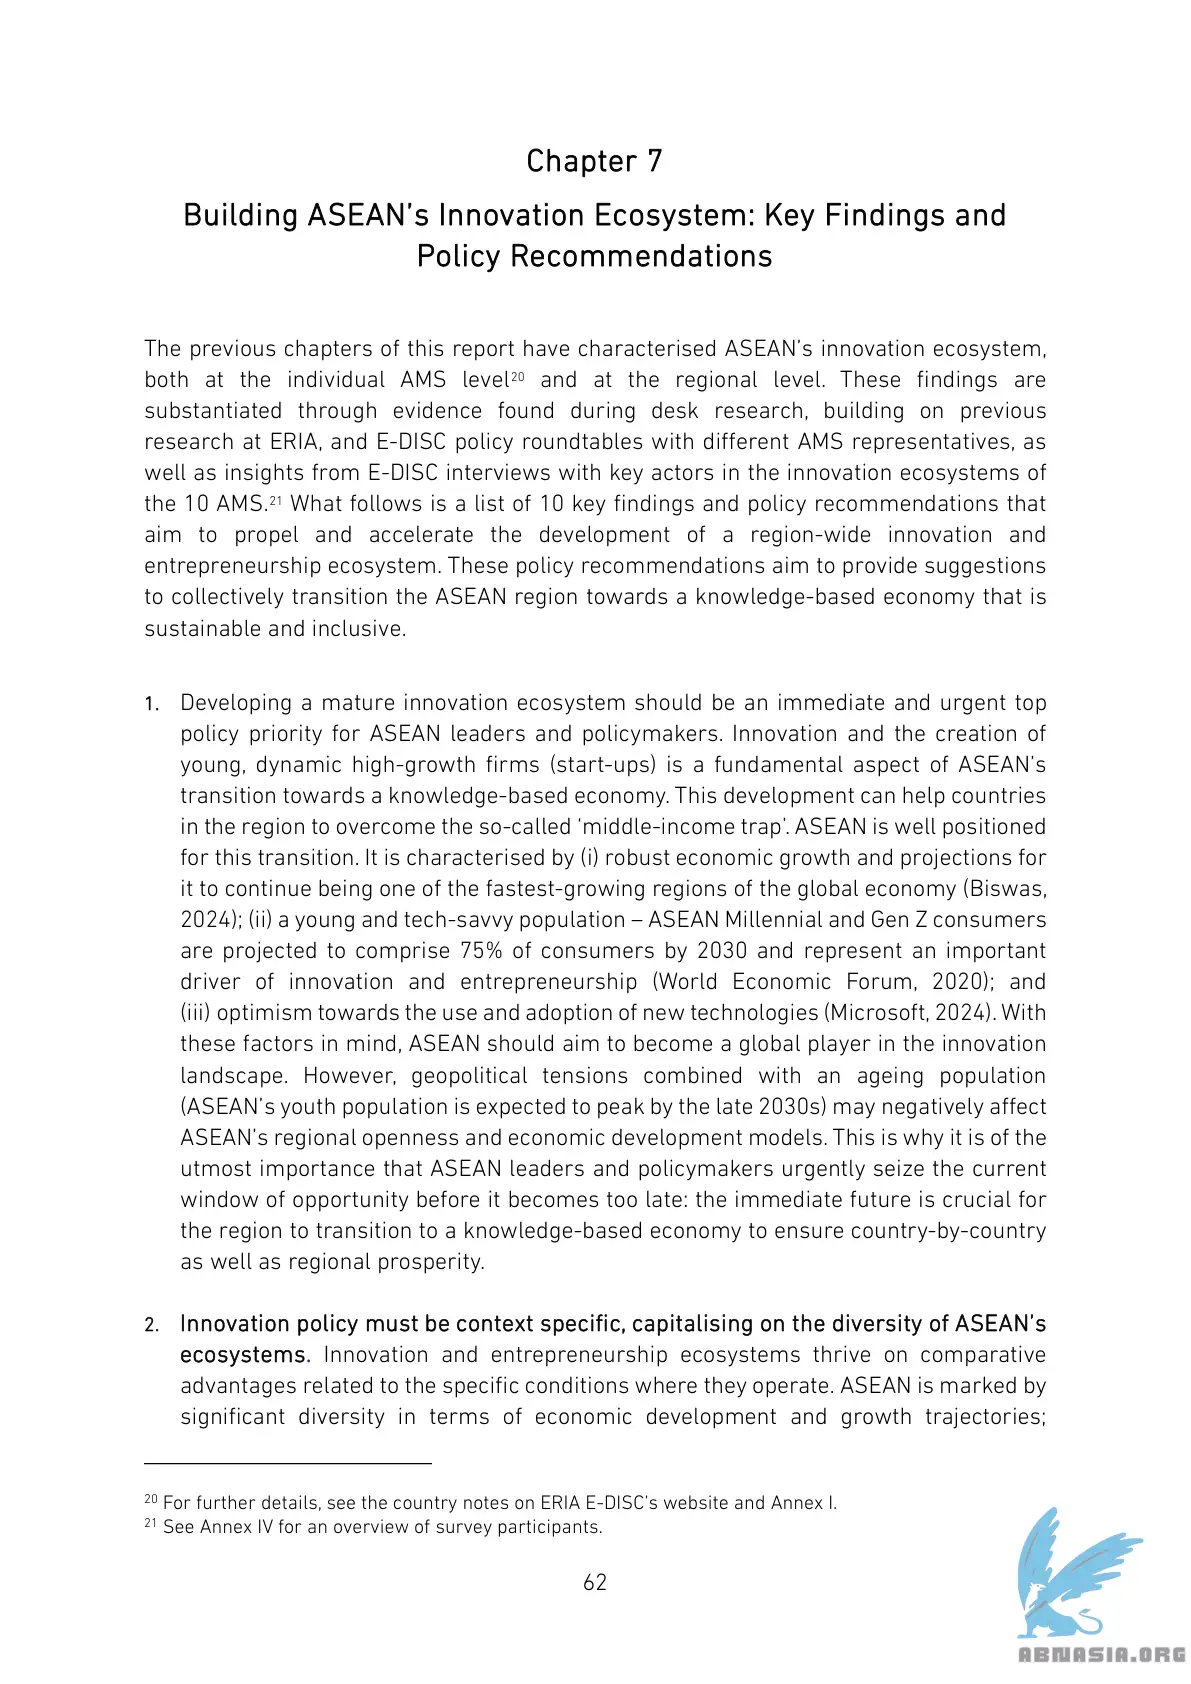 Chapter 7
Building ASEAN's Innovation Ecosystem: Key Findings and
Policy Recommendations
The previous chapters of this report have characterised ASEAN's innovation ecosystem,
both at the individual AMS level20 and at the regional level. These findings are
substantiated through evidence found during desk research, building on previous
research at ERIA, and E-DISC policy roundtables with different AMS representatives, as
well as insights from E-DISC interviews with key actors in the innovation ecosystems of
the 10 AMS.21 What follows is a list of 10 key findings and policy recommendations that
aim to propel and accelerate the development of a region-wide innovation and
entrepreneurship ecosystem. These policy recommendations aim to provide suggestions
to collectively transition the ASEAN region towards a knowledge-based economy that is
sustainable and inclusive.
1. Developing a mature innovation ecosystem should be an immediate and urgent top
policy priority for ASEAN leaders and policymakers. Innovation and the creation of
young, dynamic high-growth firms (start-ups) is a fundamental aspect of ASEAN's
transition towards a knowledge-based economy. This development can help countries
in the region to overcome the so-called ‘middle-income trap’. ASEAN is well positioned
for this transition. It is characterised by (i) robust economic growth and projections for
it to continue being one of the fastest-growing regions of the global economy (Biswas,
2024); (ii) a young and tech-savvy population – ASEAN Millennial and Gen Z consumers
are projected to comprise 75% of consumers by 2030 and represent an important
driver of innovation and entrepreneurship (World Economic Forum, 2020); and
(iii) optimism towards the use and adoption of new technologies (Microsoft, 2024). With
these factors in mind, ASEAN should aim to become a global player in the innovation
landscape. However, geopolitical tensions combined with an ageing population
(ASEAN's youth population is expected to peak by the late 2030s) may negatively affect
ASEAN's regional openness and economic development models. This is why it is of the
utmost importance that ASEAN leaders and policymakers urgently seize the current
window of opportunity before it becomes too late: the immediate future is crucial for
the region to transition to a knowledge-based economy to ensure country-by-country
as well as regional prosperity.
2. Innovation policy must be context specific, capitalising on the diversity of ASEAN's
ecosystems. Innovation and entrepreneurship ecosystems thrive on comparative
advantages related to the specific conditions where they operate. ASEAN is marked by
significant diversity in terms of economic development and growth trajectories;
20 For further details, see the country notes on ERIA E-DISC's website and Annex I.
21 See Annex IV for an overview of survey participants.
62
ABNASIA.ORG